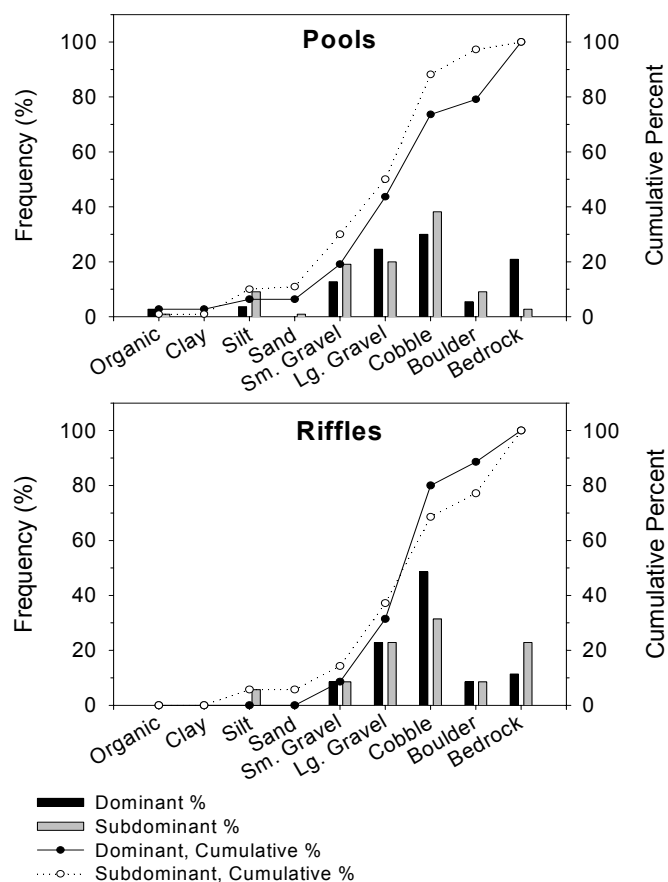 Pools
Frequency (%)
100
80
60
40
20
0
100
80
60
40
20
0
Cumulative Percent
Organic
Clay
Silt
Sand
Sm. Gravel
Lg. Gravel
Cobble
Boulder
Bedrock
Riffles
Frequency (%)
100
80
60
40
20
0
100
80
60
40
20
0
Cumulative Percent
Organic
Clay
Silt
Sand
Sm. Gravel
Lg. Gravel
Cobble
Boulder
Bedrock
Dominant %
Subdominant %
Dominant, Cumulative %
Subdominant, Cumulative %